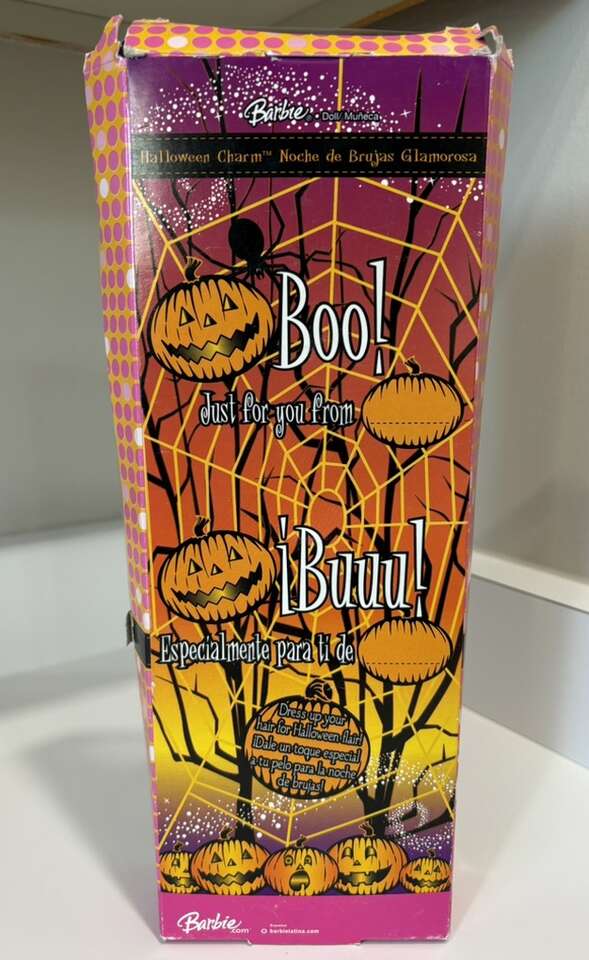 Barbie® • Doll/Muñeca
Halloween Charm™ Noche de Brujas Glamorosa
Boo!
Just for you from
¡Buuu!
Especialmente para ti de
Dress up your
hair for Halloween flair!
¡Dale un toque especial
a tu pelo para la noche
de brujas!
Barbie.com®
barbielatina.com